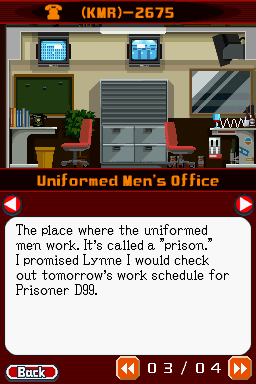 (KMR)-2675
Uniformed Men's Office
The place where the uniformed
men work. It's called a "prison."
I promised Lynne I would check
out tomorrow's work schedule for
Prisoner D99.
Back
03/04